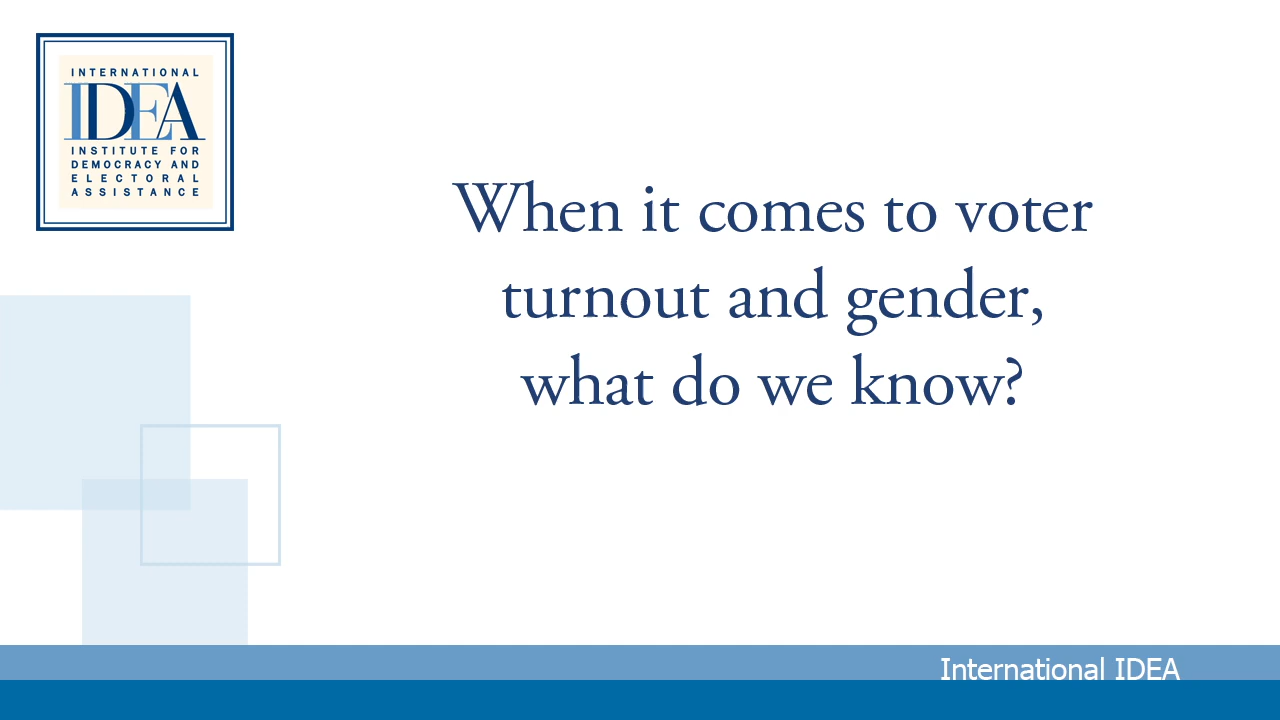 INTERNATIONAL
IDEA
INSTITUTE FOR
DEMOCRACY AND
ELECTORAL
ASSISTANCE
When it comes to voter
turnout and gender,
what do we know?
International IDEA